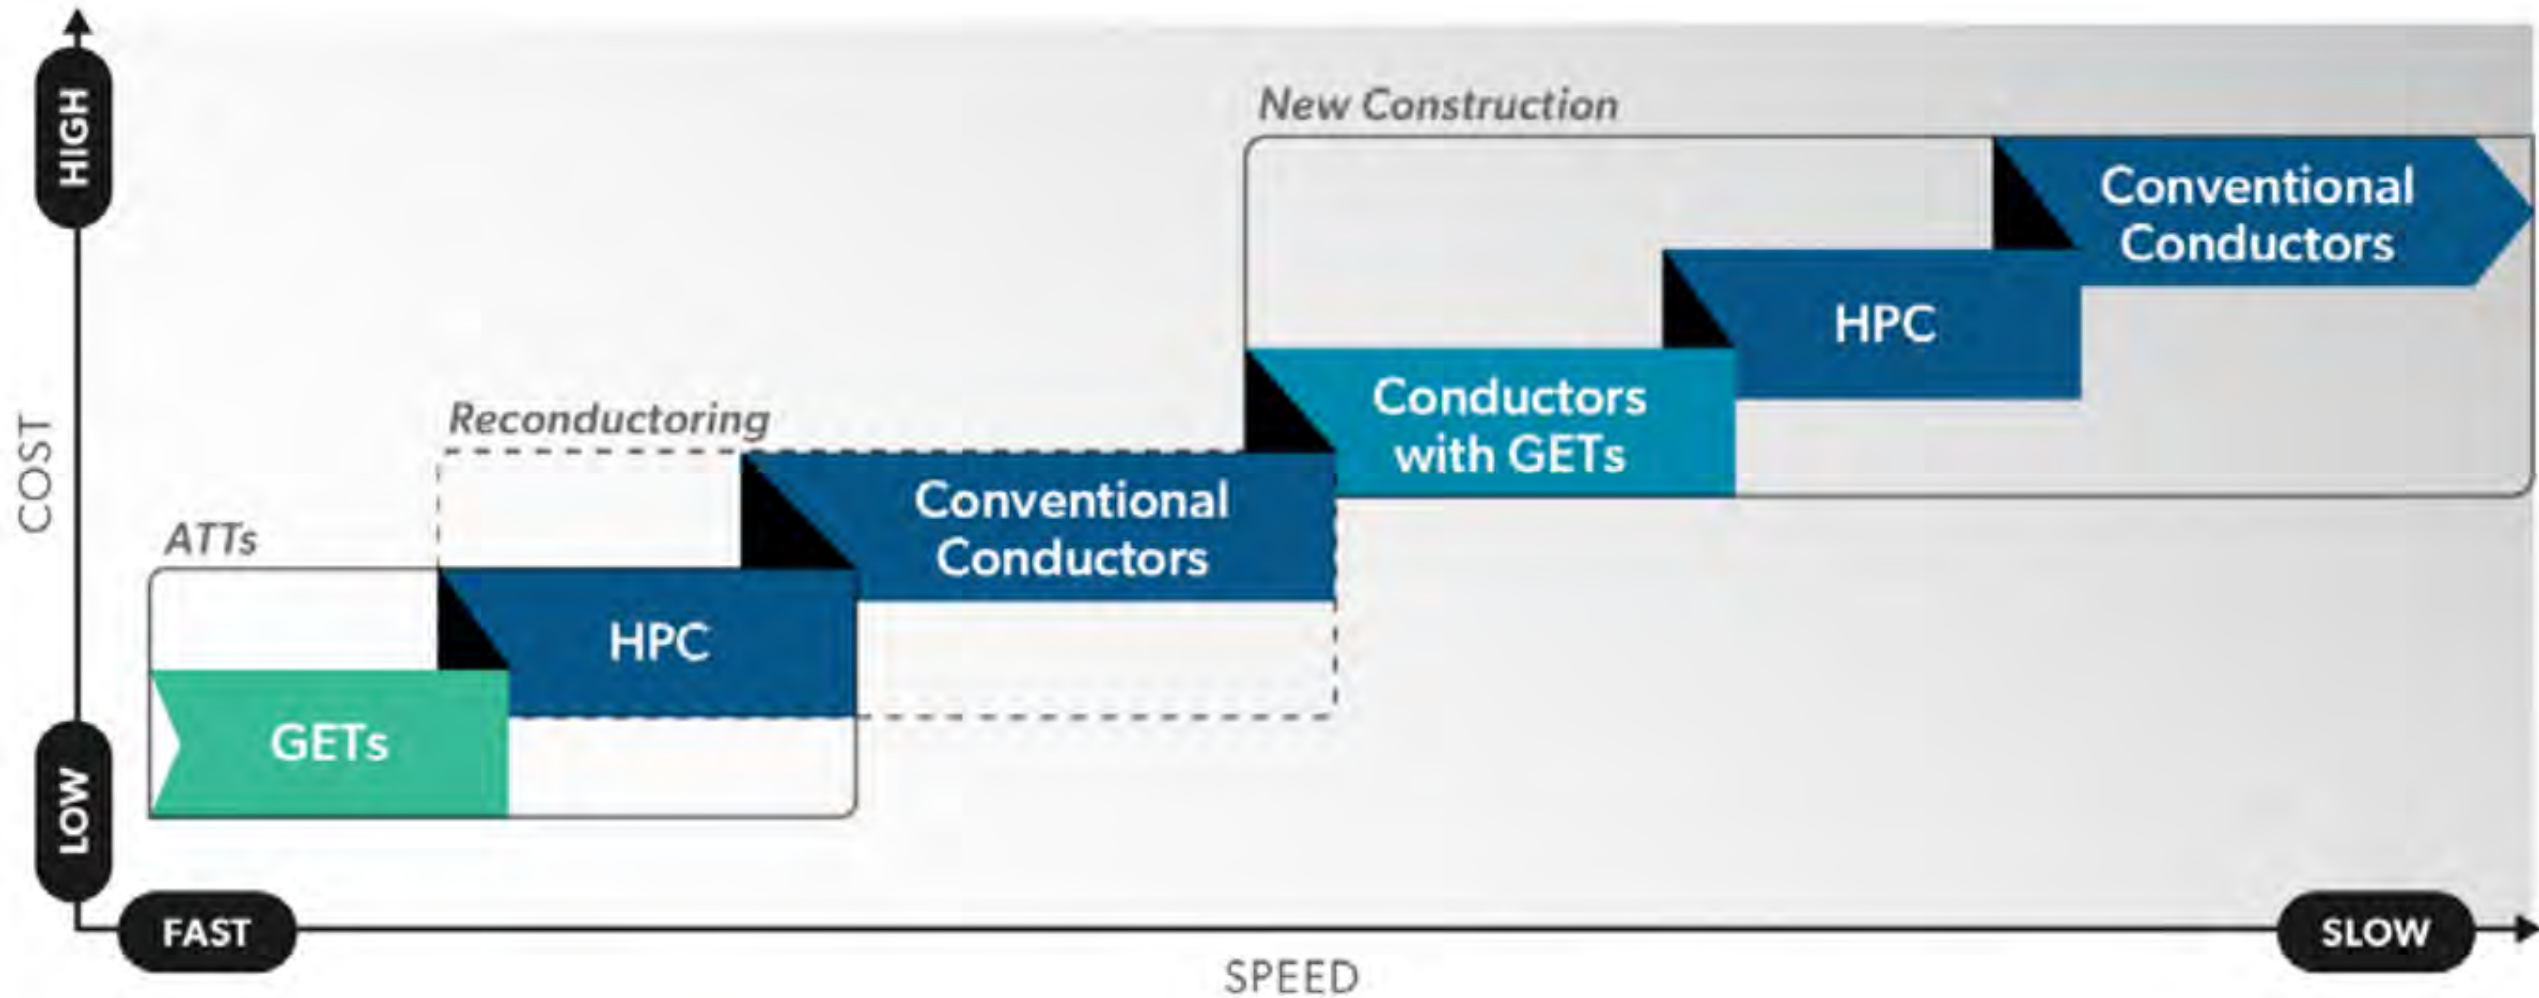 HIGH
New Construction
Conventional
Conductors
HPC
Conductors
with GETs
Reconductoring
Conventional
Conductors
COST
ATTs
HPC
GETs
LOW
FAST
SLOW
SPEED